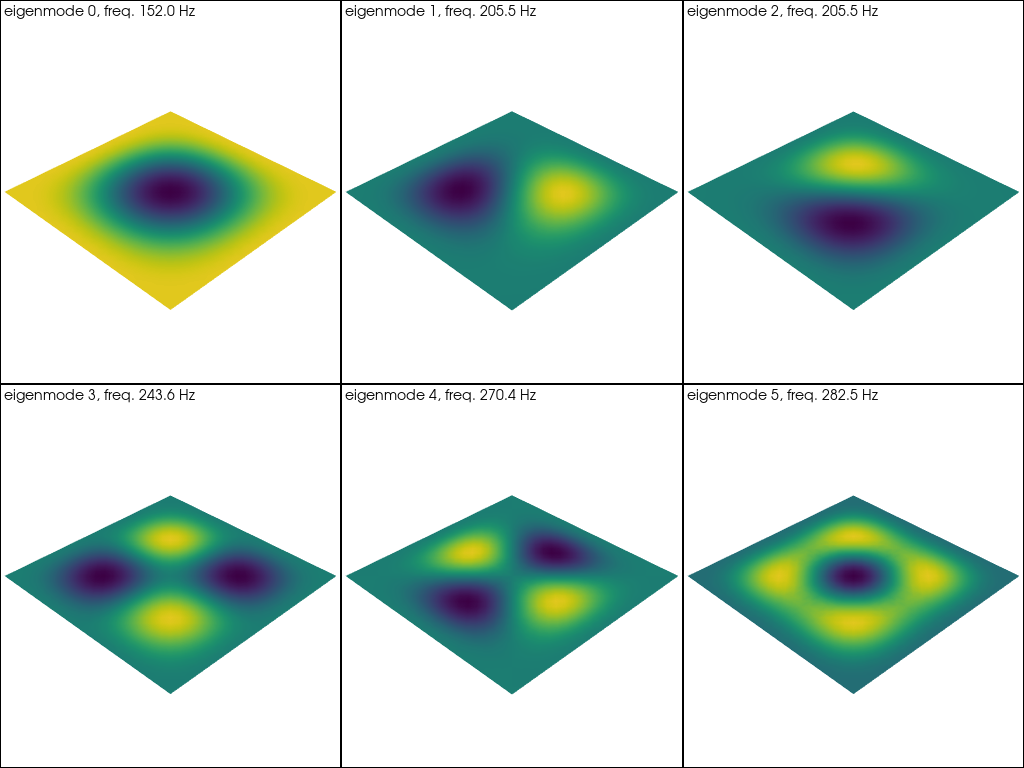 eigenmode 0, freq. 152.0 Hz
eigenmode 1, freq. 205.5 Hz
eigenmode 2, freq. 205.5 Hz
eigenmode 3, freq. 243.6 Hz
eigenmode 4, freq. 270.4 Hz
eigenmode 5, freq. 282.5 Hz